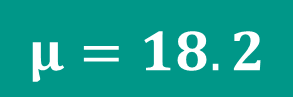 μ = 18.2